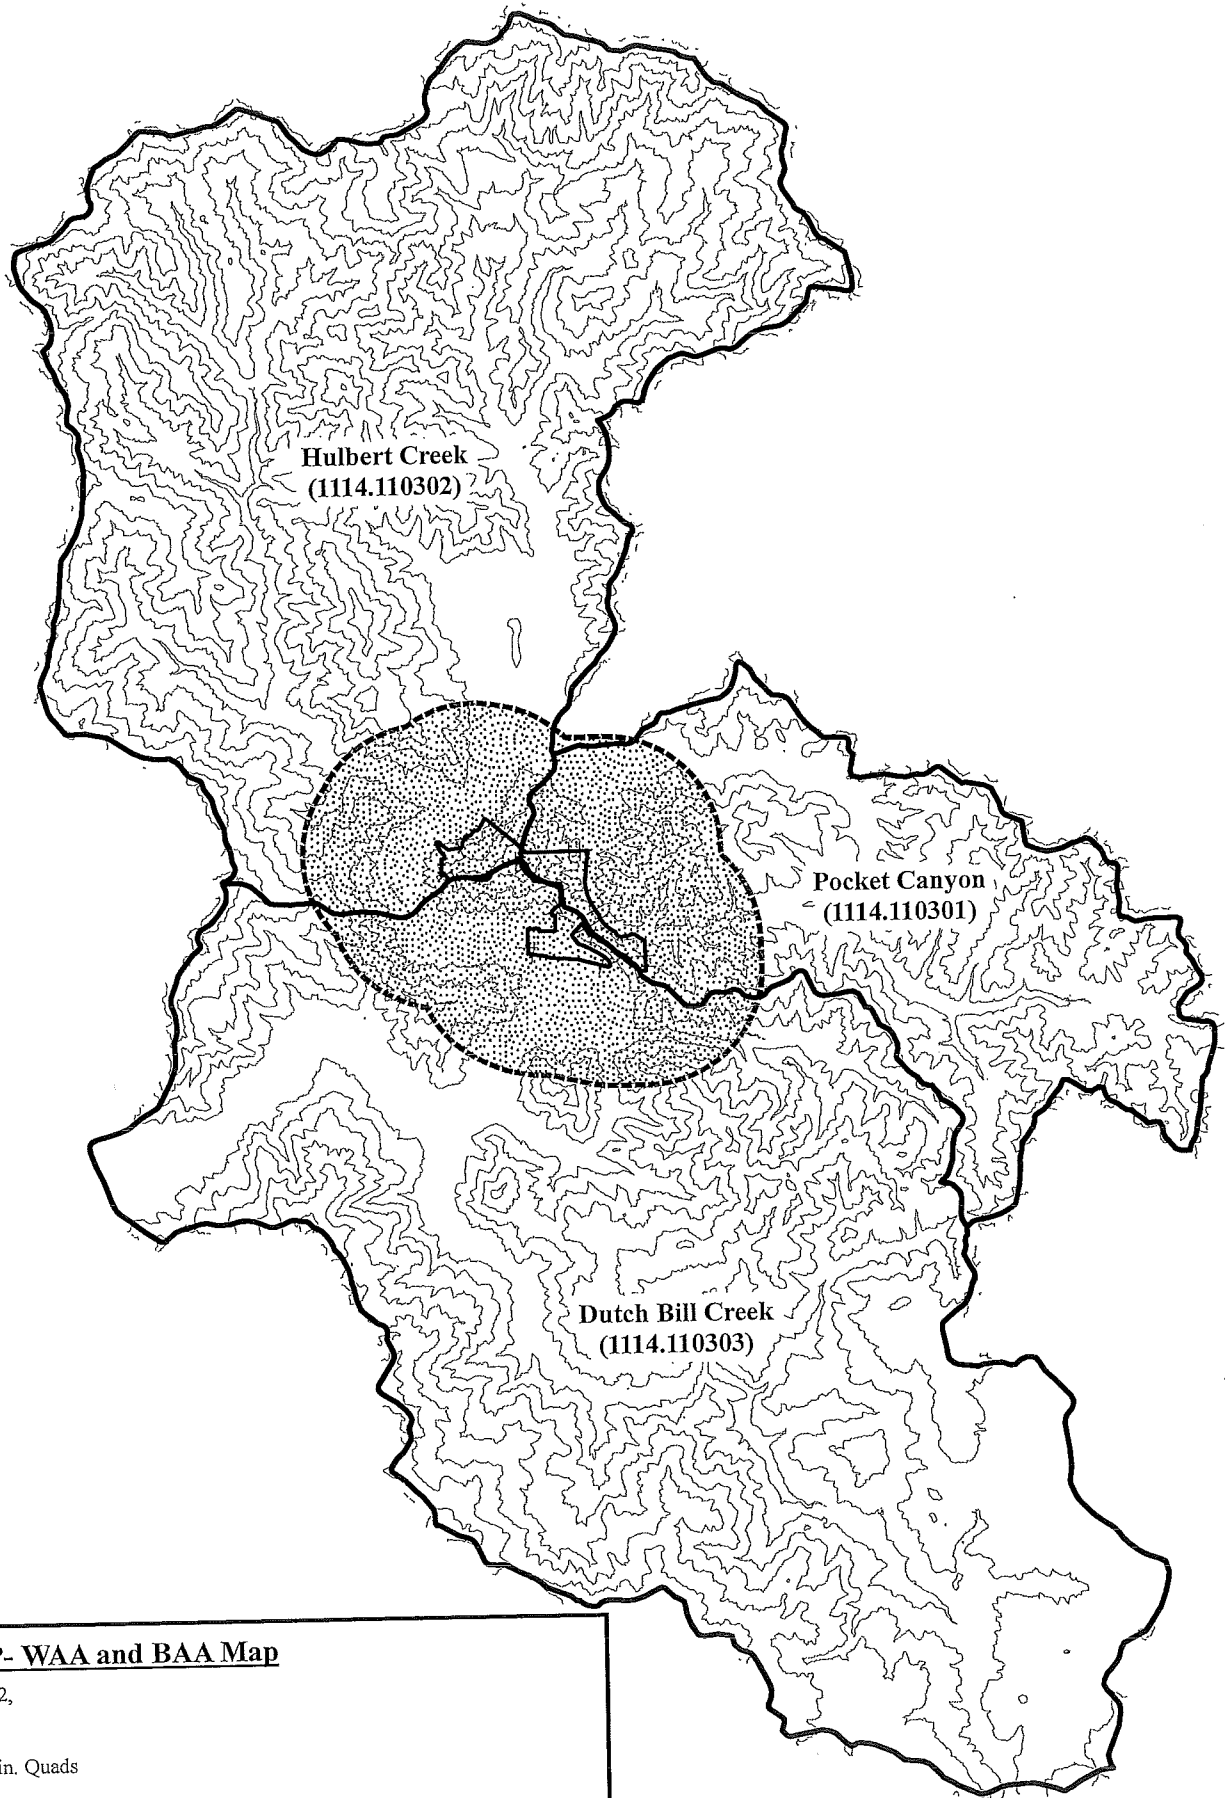 Hulbert Creek
(1114.110302)
Pocket Canyon
(1114.110301)
Dutch Bill Creek
(1114.110303)
- WAA and BAA Map
2,
in. Quads